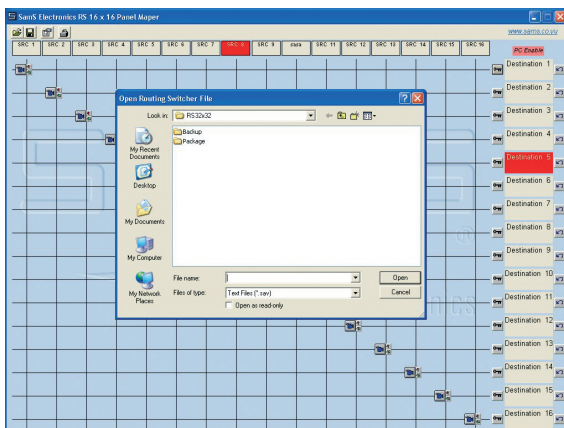 SamS Electronics RS 16 x 16 Panel Maper
www.sams.co.yu
SRC 1 SRC 2 SRC 3 SRC 4 SRC 5 SRC 6 SRC 7 SRC 8 SRC 9 sara SRC 11 SRC 12 SRC 13 SRC 14 SRC 15 SRC 16
PC Enable
Destination 1
Destination 2
Destination 3
Destination 4
Destination 5
Destination 6
Destination 7
Destination 8
Destination 9
Destination 10
Destination 11
Destination 12
Destination 13
Destination 14
Destination 15
Destination 16
Open Routing Switcher File
Look in: RS32x32
My Recent
Documents
Desktop
My Documents
My Computer
My Network
Places
Backup
Package
File name:
Open
Files of type: Text Files (*.sav)
Cancel
Open as read-only